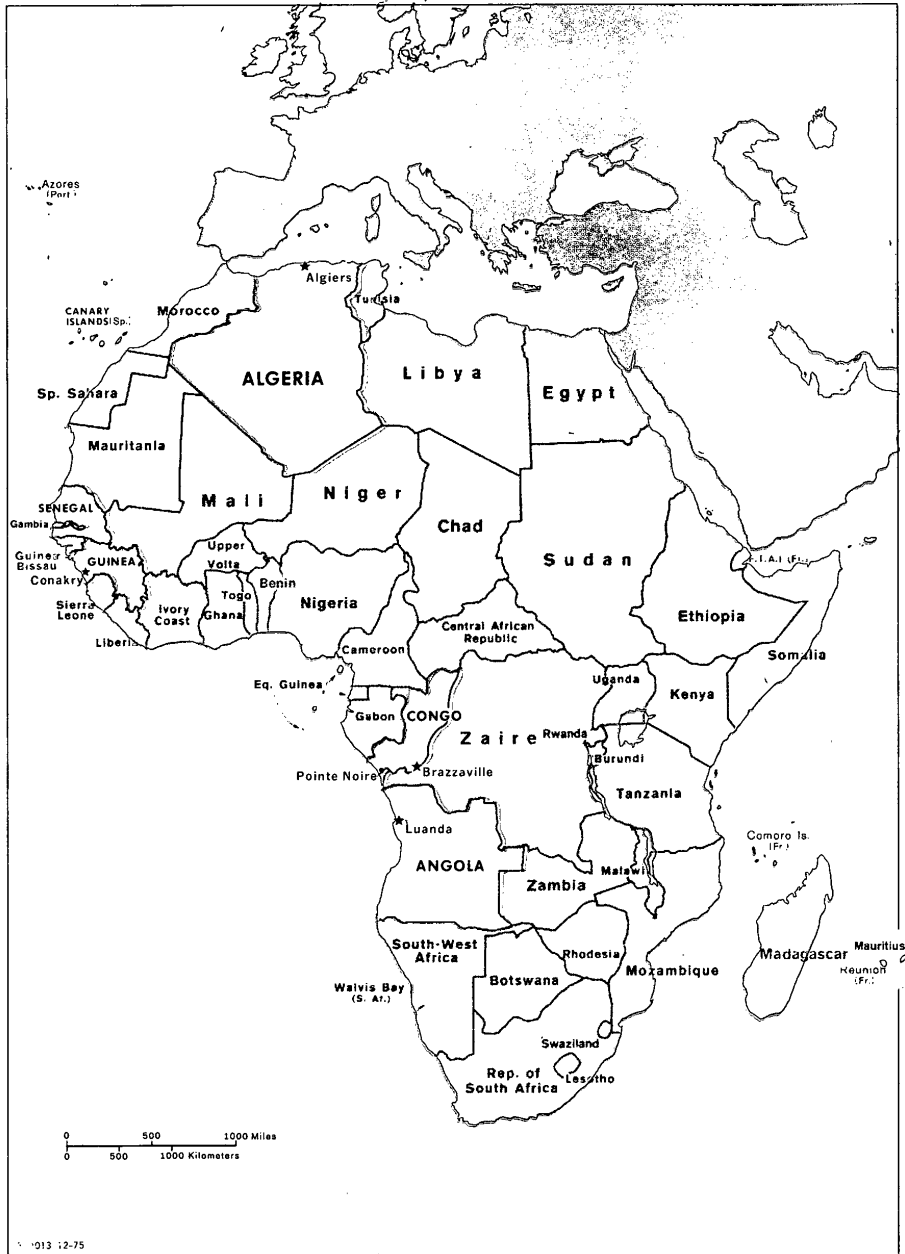 Azores
(Port.)
Algiers
Tunisia
CANARY
ISLANDS(Sp.)
Morocco
ALGERIA
Libya
Egypt
Sp. Sahara
Mauritania
Mali
Niger
Chad
Sudan
SENEGAL
Gambia
Guinea
Bissau
GUINEA
Conakry
Sierra
Leone
Liberia
Ivory
Coast
Upper
Volta
Ghana
Togo
Benin
Nigeria
Cameroon
Central African
Republic
(Fr.)
Ethiopia
Somalia
Eq. Guinea
Gabon
CONGO
Zaire
Uganda
Kenya
Rwanda
Burundi
Pointe Noire
Brazzaville
Tanzania
Luanda
ANGOLA
Comoro Is.
(Fr.)
Malawi
Zambia
South-West
Africa
Rhodesia
Mozambique
Madagascar
Mauritius
Reunion
(Fr.)
Walvis Bay
(S. Af.)
Botswana
Swaziland
Rep. of
South Africa
Lesotho
0 500 1000 Miles
0 500 1000 Kilometers
12-75